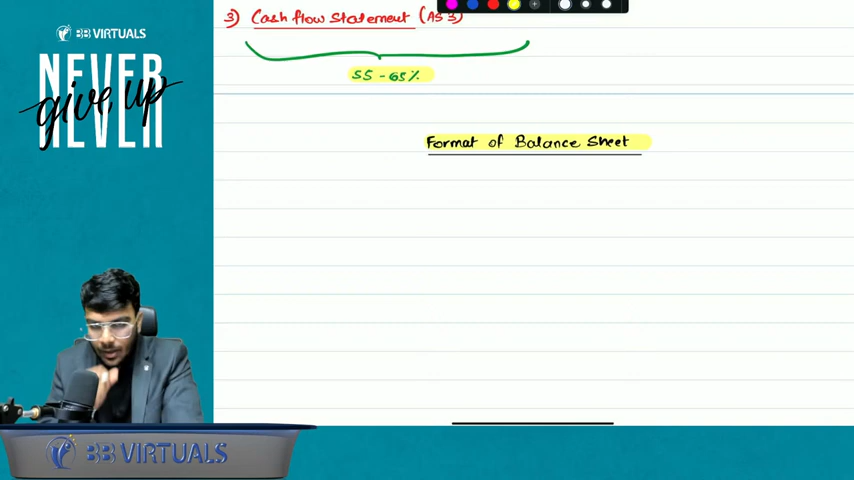 3) Cash flow Statement (AS 3)
55 - 65%
Format of Balance Sheet
BB VIRTUALS
NEVER
give up
NEVER
BB VIRTUALS